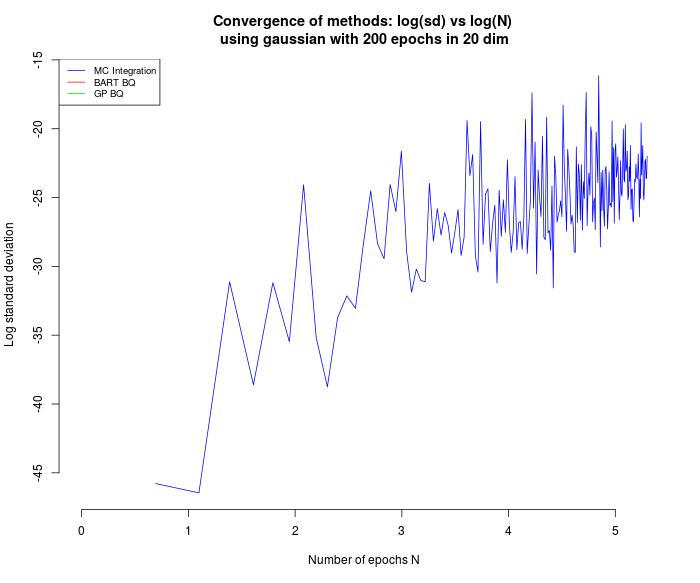 Convergence of methods: log(sd) vs log(N)
using gaussian with 200 epochs in 20 dim
MC Integration
BART BQ
GP BQ
Log standard deviation
-15
-20
-25
-30
-35
-40
-45
0 1 2 3 4 5
Number of epochs N